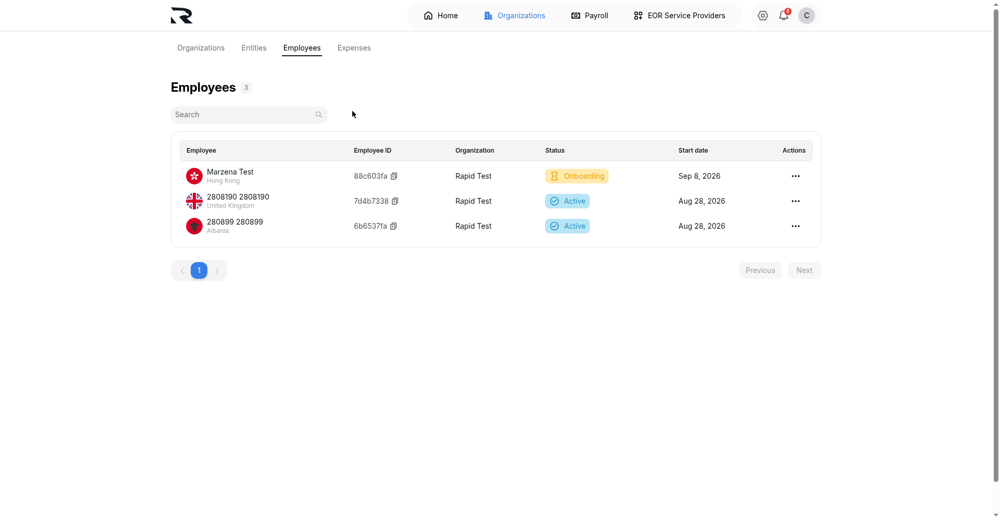 Home Organizations Payroll EOR Service Providers 8 C
Organizations Entities Employees Expenses
Employees 3
Search
Employee Employee ID Organization Status Start date Actions
Marzena Test
Hong Kong
88c603fa Rapid Test Onboarding Sep 8, 2026
2808190 2808190
United Kingdom
7d4b7338 Rapid Test Active Aug 28, 2026
280899 280899
Albania
6b6537fa Rapid Test Active Aug 28, 2026
1 Previous Next